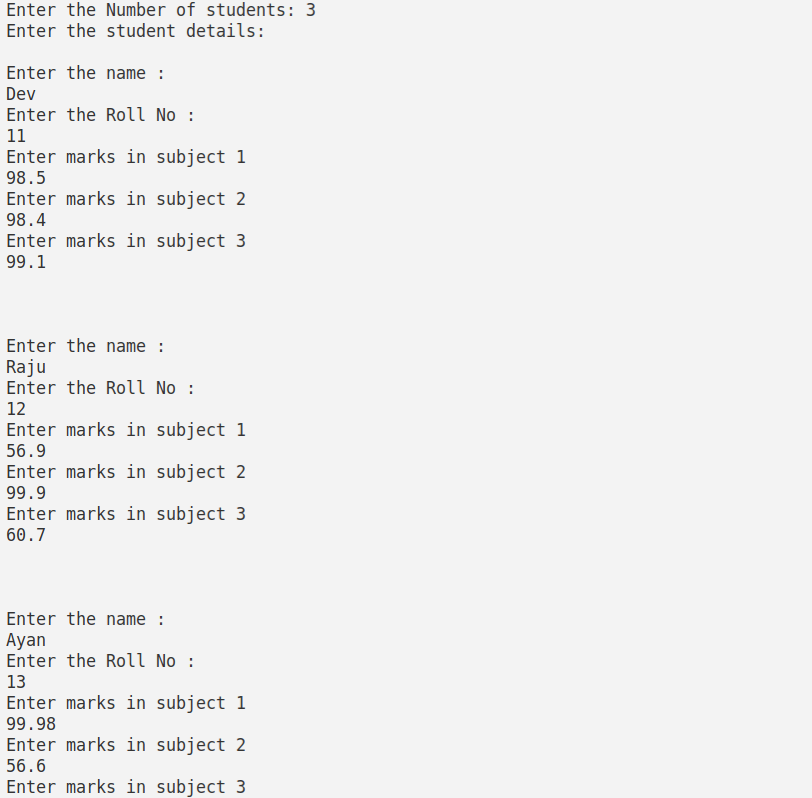 Enter the Number of students: 3
Enter the student details:
Enter the name :
Dev
Enter the Roll No :
11
Enter marks in subject 1
98.5
Enter marks in subject 2
98.4
Enter marks in subject 3
99.1
Enter the name :
Raju
Enter the Roll No :
12
Enter marks in subject 1
56.9
Enter marks in subject 2
99.9
Enter marks in subject 3
60.7
Enter the name :
Ayan
Enter the Roll No :
13
Enter marks in subject 1
99.98
Enter marks in subject 2
56.6
Enter marks in subject 3